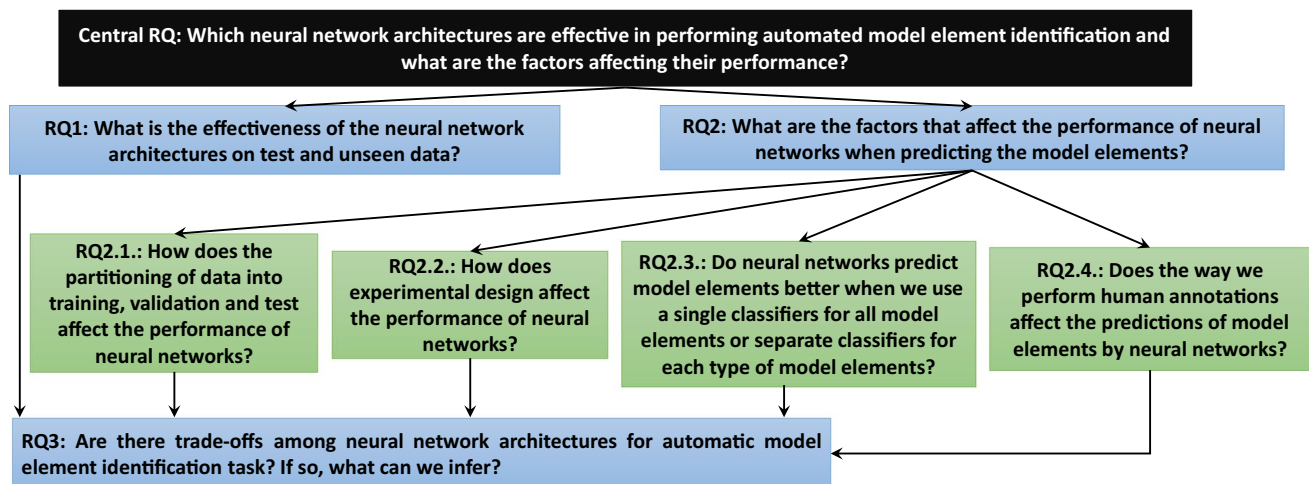 Central RQ: Which neural network architectures are effective in performing automated model element identification and
what are the factors affecting their performance?
RQ1: What is the effectiveness of the neural network
architectures on test and unseen data?
RQ2: What are the factors that affect the performance of neural
networks when predicting the model elements?
RQ2.1.: How does the
partitioning of data into
training, validation and test
affect the performance of
neural networks?
RQ2.2.: How does
experimental design affect
the performance of neural
networks?
RQ2.3.: Do neural networks predict
model elements better when we use
a single classifiers for all model
elements or separate classifiers for
each type of model elements?
RQ2.4.: Does the way we
perform human annotations
affect the predictions of model
elements by neural networks?
RQ3: Are there trade-offs among neural network architectures for automatic model
element identification task? If so, what can we infer?